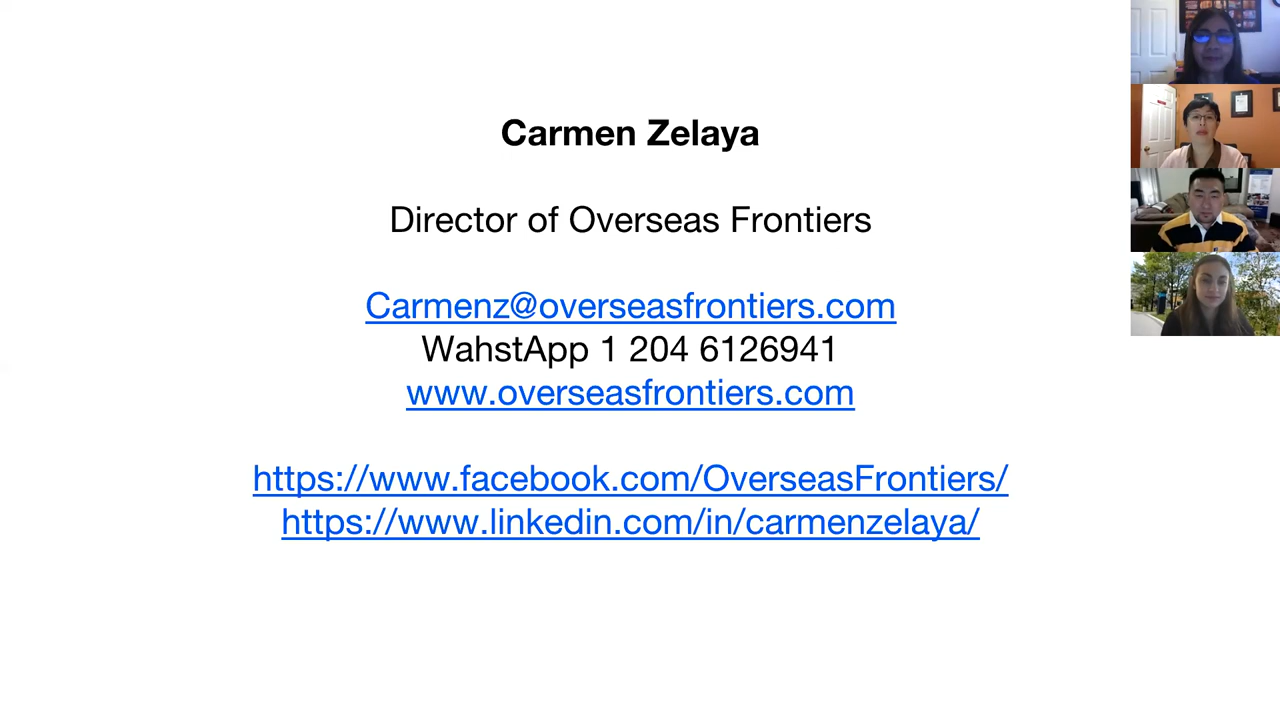 Carmen Zelaya
Director of Overseas Frontiers
Carmenz@overseasfrontiers.com
WahstApp 1 204 6126941
www.overseasfrontiers.com
https://www.facebook.com/OverseasFrontiers/
https://www.linkedin.com/in/carmenzelaya/